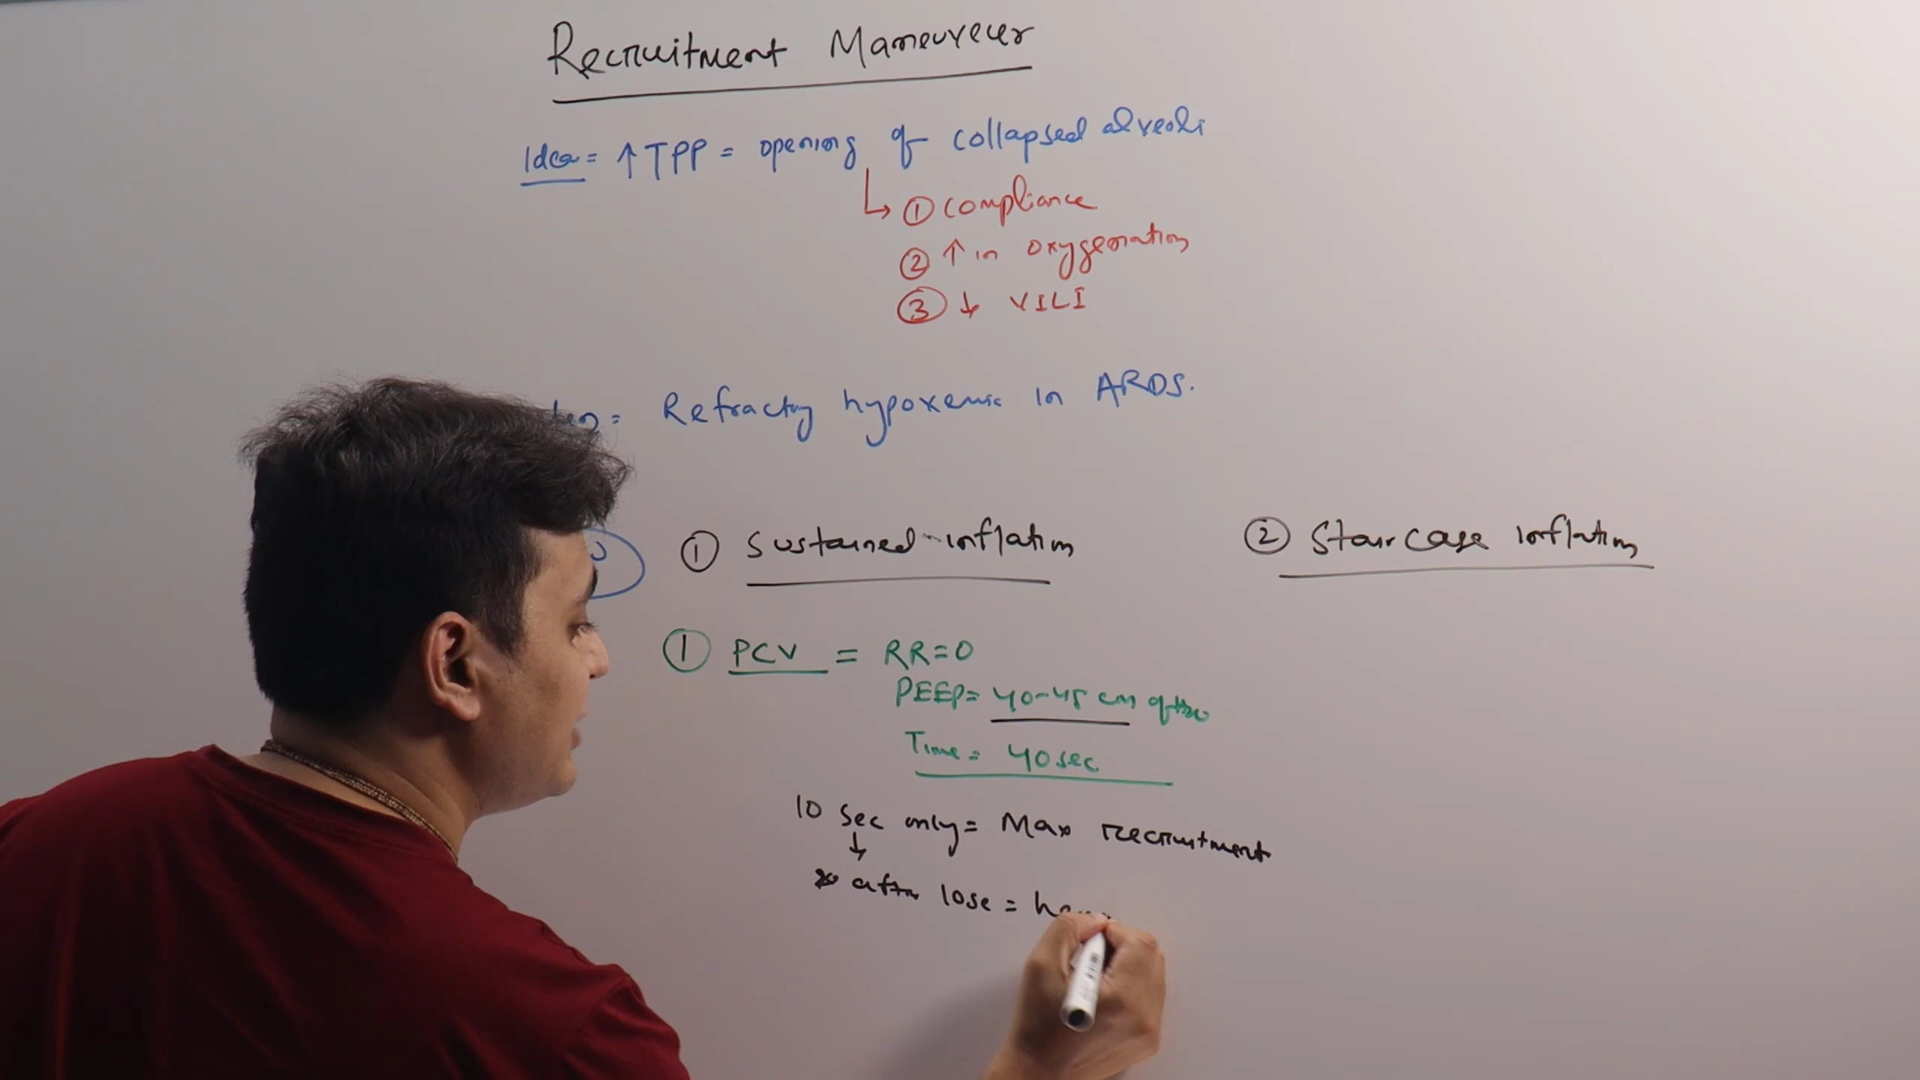 Recruitment Maneuveur
Idea = ↑ TPP = opening of collapsed alveoli
↳ ① compliance
② ↑ in oxygenation
③ ↓ VILI
Refractory hypoxemia in ARDS.
① Sustained inflation
② Staircase inflation
① PCV = RR=0
PEEP= 40-45 cm of H2O
Time = 40 sec
10 sec only = Max recruitment
↓
after 10se =